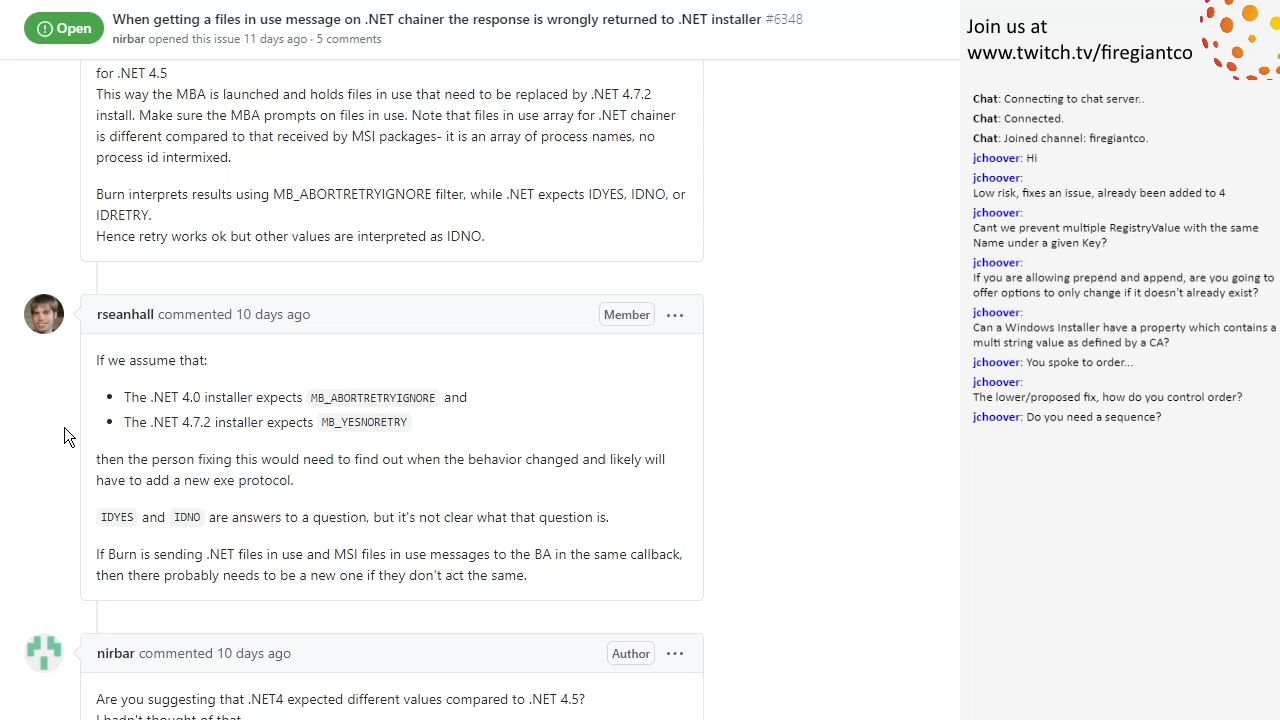 Open
When getting a files in use message on .NET chainer the response is wrongly returned to .NET installer #6348
nirbar opened this issue 11 days ago · 5 comments
for .NET 4.5
This way the MBA is launched and holds files in use that need to be replaced by .NET 4.7.2
install. Make sure the MBA prompts on files in use. Note that files in use array for .NET chainer
is different compared to that received by MSI packages- it is an array of process names, no
process id intermixed.
Burn interprets results using MB_ABORTRETRYIGNORE filter, while .NET expects IDYES, IDNO, or
IDRETRY.
Hence retry works ok but other values are interpreted as IDNO.
rseanhall commented 10 days ago
Member
If we assume that:
• The .NET 4.0 installer expects MB_ABORTRETRYIGNORE and
• The .NET 4.7.2 installer expects MB_YESNORETRY
then the person fixing this would need to find out when the behavior changed and likely will
have to add a new exe protocol.
IDYES and IDNO are answers to a question, but it's not clear what that question is.
If Burn is sending .NET files in use and MSI files in use messages to the BA in the same callback,
then there probably needs to be a new one if they don't act the same.
nirbar commented 10 days ago
Author
Are you suggesting that .NET4 expected different values compared to .NET 4.5?
I hadn't thought of that
Join us at
www.twitch.tv/firegiantco
Chat: Connecting to chat server..
Chat: Connected.
Chat: Joined channel: firegiantco.
jchoover: Hi
jchoover:
Low risk, fixes an issue, already been added to 4
jchoover:
Cant we prevent multiple RegistryValue with the same
Name under a given Key?
jchoover:
If you are allowing prepend and append, are you going to
offer options to only change if it doesn't already exist?
jchoover:
Can a Windows Installer have a property which contains a
multi string value as defined by a CA?
jchoover: You spoke to order...
jchoover:
The lower/proposed fix, how do you control order?
jchoover: Do you need a sequence?